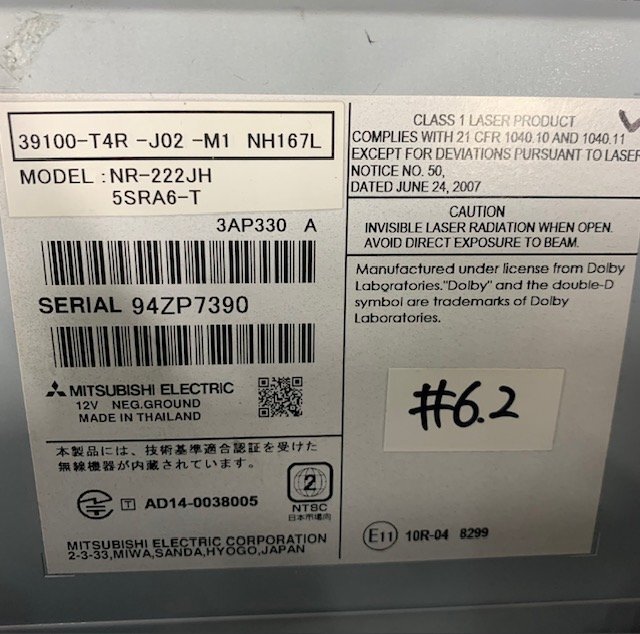 39100-T4R -J02 -M1 NH167L
MODEL : NR-222JH
5SRA6-T
3AP330 A
SERIAL 94ZP7390
MITSUBISHI ELECTRIC
12V NEG.GROUND
MADE IN THAILAND
本製品には、技術基準適合認証を受けた
無線機器が内蔵されています。
T AD14-0038005
2
NTSC
日本市場向
MITSUBISHI ELECTRIC CORPORATION
2-3-33,MIWA,SANDA,HYOGO,JAPAN
CLASS 1 LASER PRODUCT
COMPLIES WITH 21 CFR 1040.10 AND 1040.11
EXCEPT FOR DEVIATIONS PURSUANT TO LASER
NOTICE NO. 50,
DATED JUNE 24, 2007
CAUTION
INVISIBLE LASER RADIATION WHEN OPEN.
AVOID DIRECT EXPOSURE TO BEAM.
Manufactured under license from Dolby
Laboratories."Dolby" and the double-D
symbol are trademarks of Dolby
Laboratories.
#6.2
E11 10R-04 8299